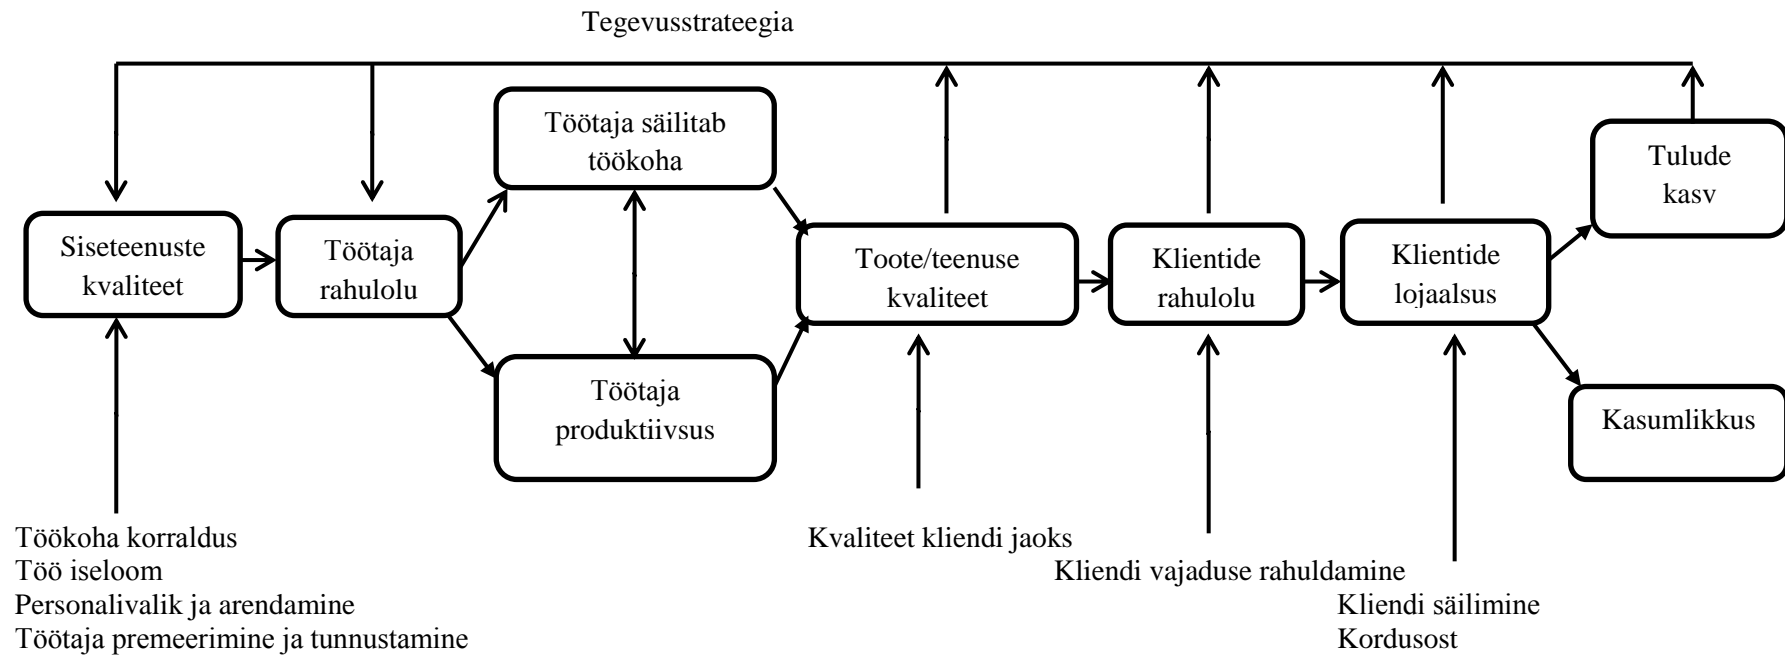 Tegevusstrateegia
Töötaja säilitab
töökoha
Tulude
kasv
Siseteenuste
kvaliteet
Töötaja
rahulolu
Toote/teenuse
kvaliteet
Klientide
rahulolu
Klientide
lojaalsus
Töötaja
produktiivsus
Kasumlikkus
Töökoha korraldus
Töö iseloom
Personalivalik ja arendamine
Töötaja premeerimine ja tunnustamine
Kvaliteet kliendi jaoks
Kliendi vajaduse rahuldamine
Kliendi säilimine
Kordusost